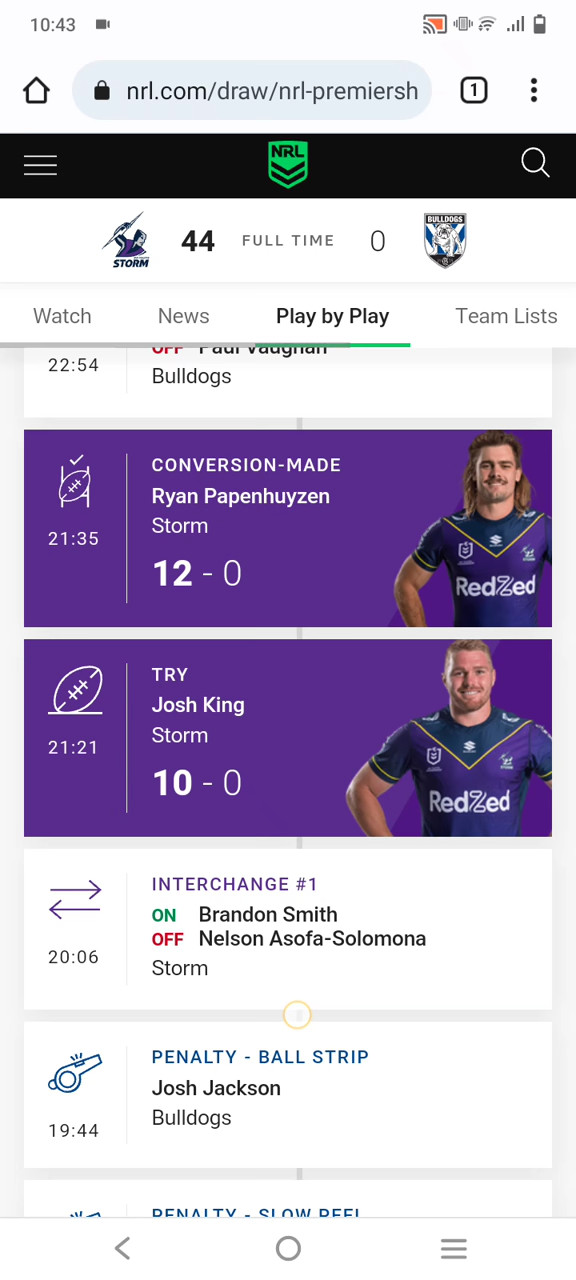 10:43
nrl.com/draw/nrl-premiersh
1
NRL
STORM
44
FULL TIME
0
BULLDOGS
Watch
News
Play by Play
Team Lists
OFF Paul Vaughan
22:54
Bulldogs
CONVERSION-MADE
Ryan Papenhuyzen
21:35
Storm
12 - 0
RedZed
TRY
Josh King
21:21
Storm
10 - 0
RedZed
INTERCHANGE #1
ON Brandon Smith
OFF Nelson Asofa-Solomona
20:06
Storm
PENALTY - BALL STRIP
Josh Jackson
19:44
Bulldogs
PENALTY - SLOW PEEL